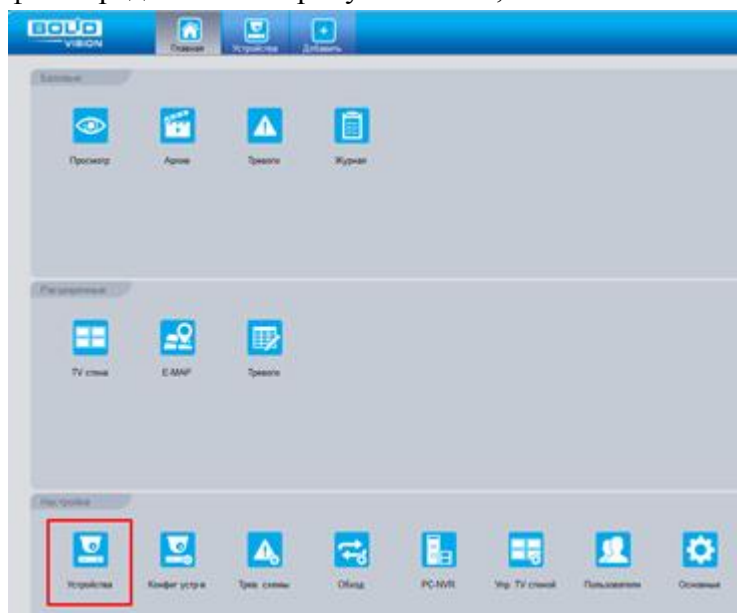 BOLID
VISION
Главная
Устройства
Добавить
Базовые
Просмотр
Архив
Тревоги
Журнал
Расширенные
TV стена
E-MAP
Тревоги
Настройка
Устройства
Конфиг устр-в
Трев. схемы
Обход
PC-NVR
Упр. TV стеной
Пользователи
Основные